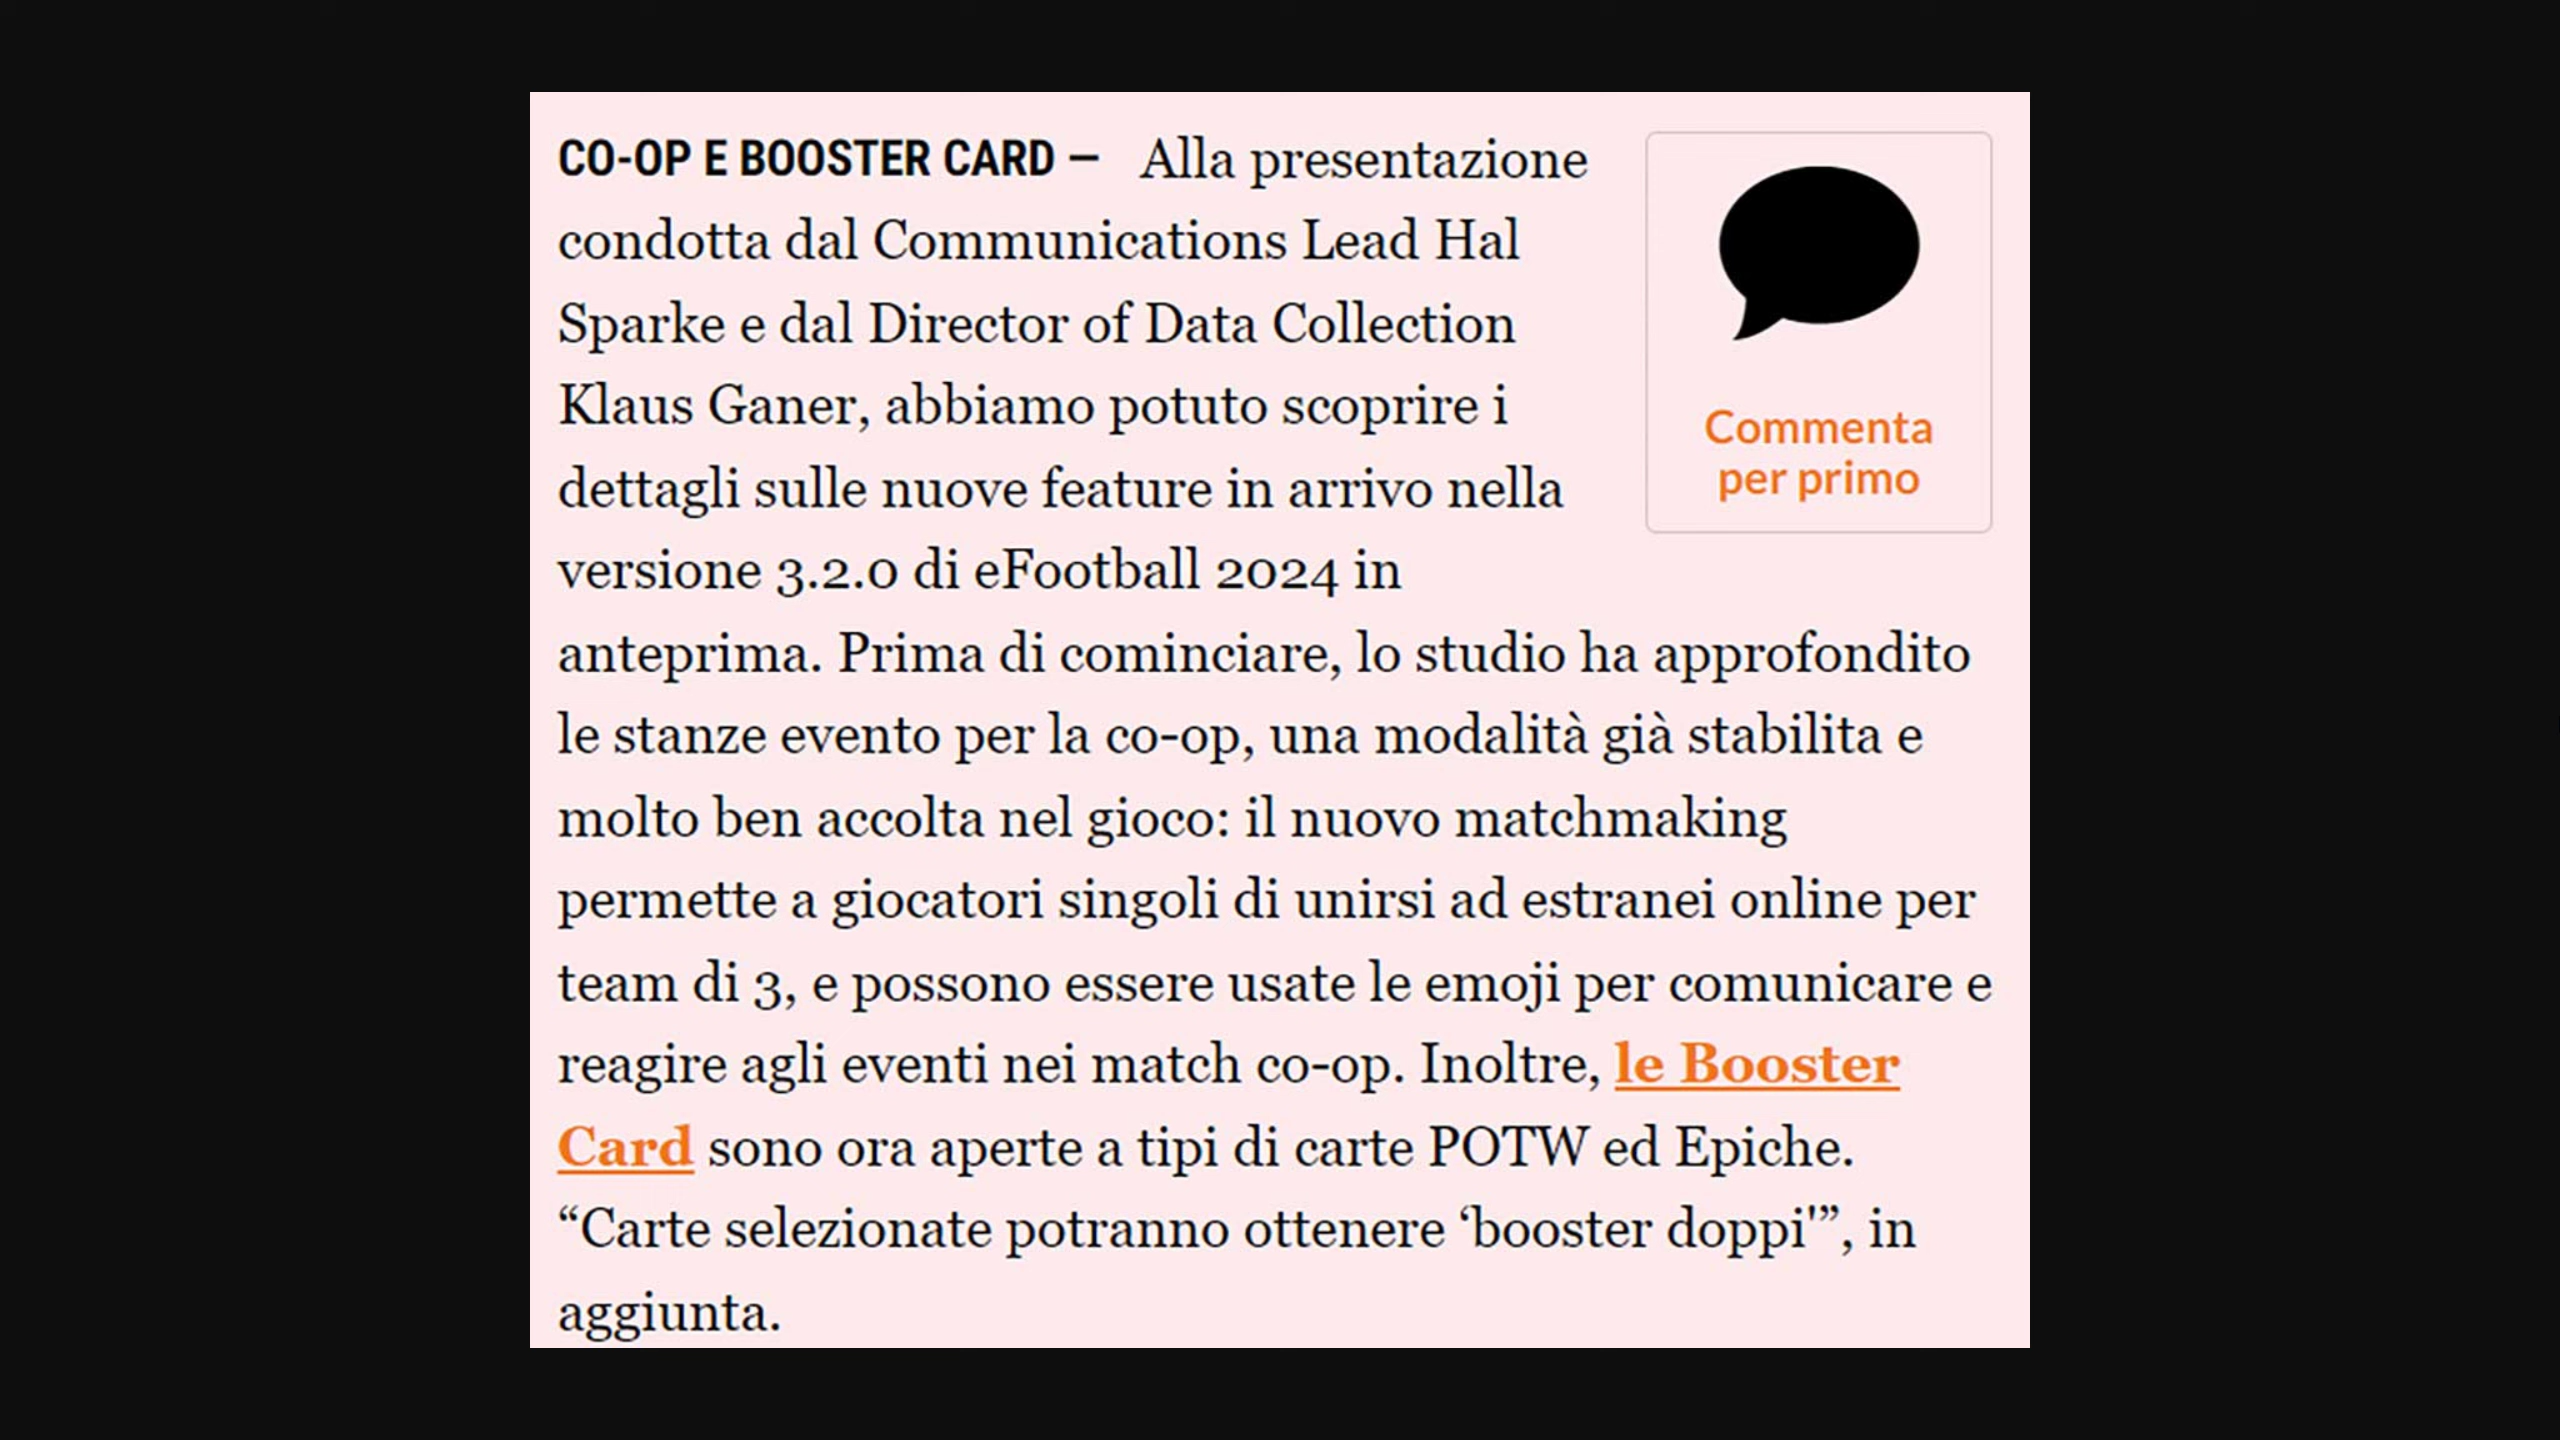 CO-OP E BOOSTER CARD — Alla presentazione
condotta dal Communications Lead Hal
Sparke e dal Director of Data Collection
Klaus Ganer, abbiamo potuto scoprire i
dettagli sulle nuove feature in arrivo nella
versione 3.2.0 di eFootball 2024 in
anteprima. Prima di cominciare, lo studio ha approfondito
le stanze evento per la co-op, una modalità già stabilita e
molto ben accolta nel gioco: il nuovo matchmaking
permette a giocatori singoli di unirsi ad estranei online per
team di 3, e possono essere usate le emoji per comunicare e
reagire agli eventi nei match co-op. Inoltre, le Booster
Card sono ora aperte a tipi di carte POTW ed Epiche.
“Carte selezionate potranno ottenere ‘booster doppi'”, in
aggiunta.
Commenta
per primo